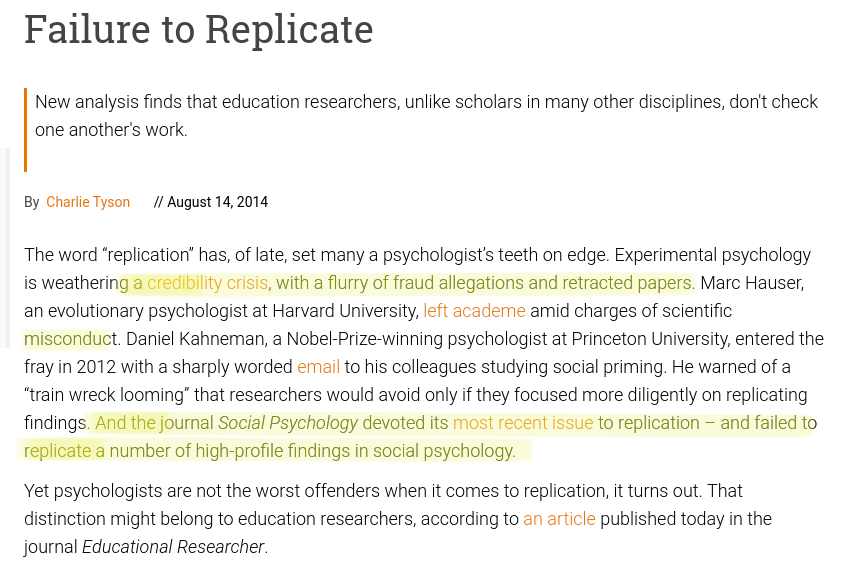 Failure to Replicate
New analysis finds that education researchers, unlike scholars in many other disciplines, don't check
one another's work.
By Charlie Tyson // August 14, 2014
The word “replication” has, of late, set many a psychologist’s teeth on edge. Experimental psychology
is weathering a credibility crisis, with a flurry of fraud allegations and retracted papers. Marc Hauser,
an evolutionary psychologist at Harvard University, left academe amid charges of scientific
misconduct. Daniel Kahneman, a Nobel-Prize-winning psychologist at Princeton University, entered the
fray in 2012 with a sharply worded email to his colleagues studying social priming. He warned of a
“train wreck looming” that researchers would avoid only if they focused more diligently on replicating
findings. And the journal Social Psychology devoted its most recent issue to replication – and failed to
replicate a number of high-profile findings in social psychology.
Yet psychologists are not the worst offenders when it comes to replication, it turns out. That
distinction might belong to education researchers, according to an article published today in the
journal Educational Researcher.